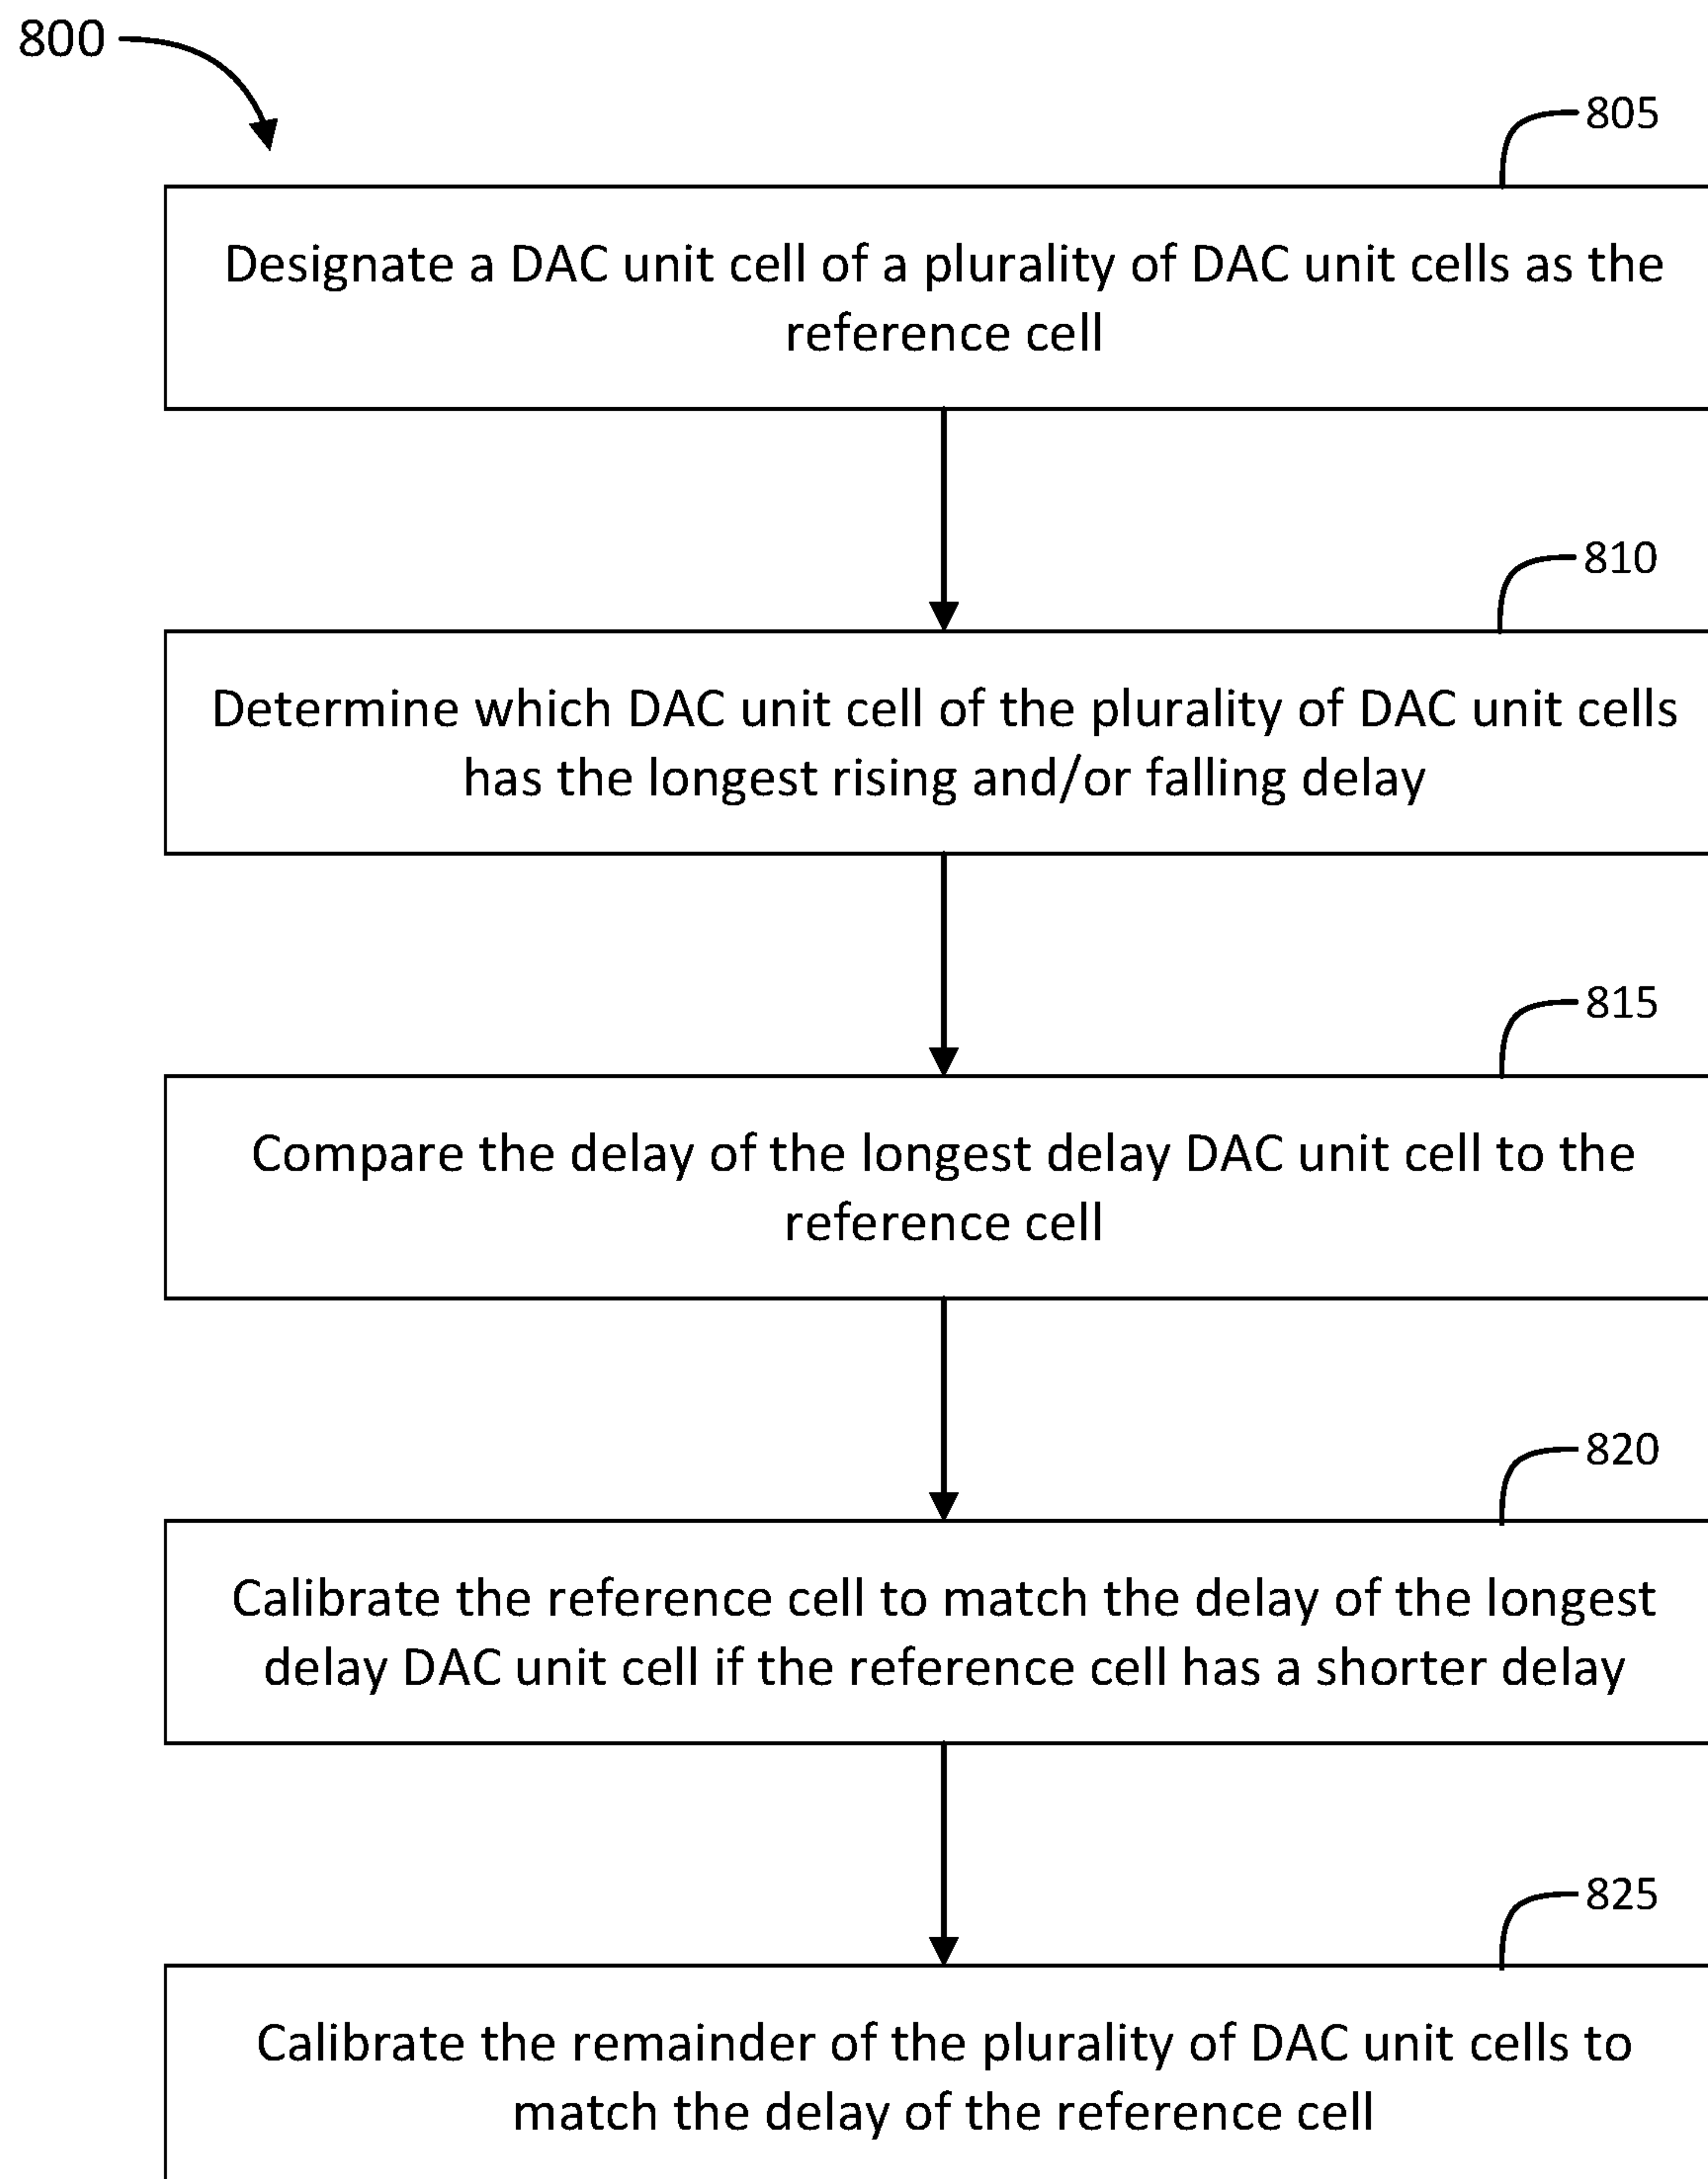 800
805
Designate a DAC unit cell of a plurality of DAC unit cells as the
reference cell
810
Determine which DAC unit cell of the plurality of DAC unit cells
has the longest rising and/or falling delay
815
Compare the delay of the longest delay DAC unit cell to the
reference cell
820
Calibrate the reference cell to match the delay of the longest
delay DAC unit cell if the reference cell has a shorter delay
825
Calibrate the remainder of the plurality of DAC unit cells to
match the delay of the reference cell